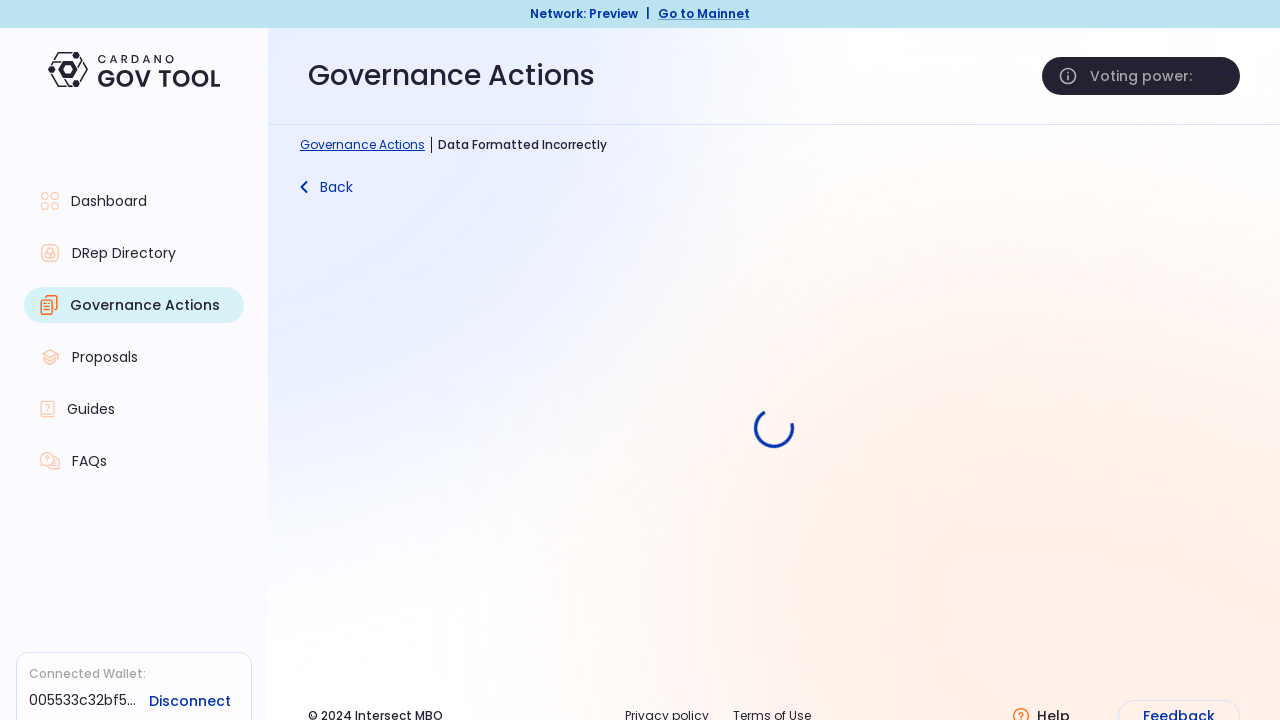 Network: Preview | Go to Mainnet
CARDANO
GOV TOOL
Governance Actions
Voting power:
Governance Actions | Data Formatted Incorrectly
Back
Dashboard
DRep Directory
Governance Actions
Proposals
Guides
FAQs
Connected Wallet:
005533c32bf5... Disconnect
© 2024 Intersect MBO
Privacy policy
Terms of Use
Help
Feedback